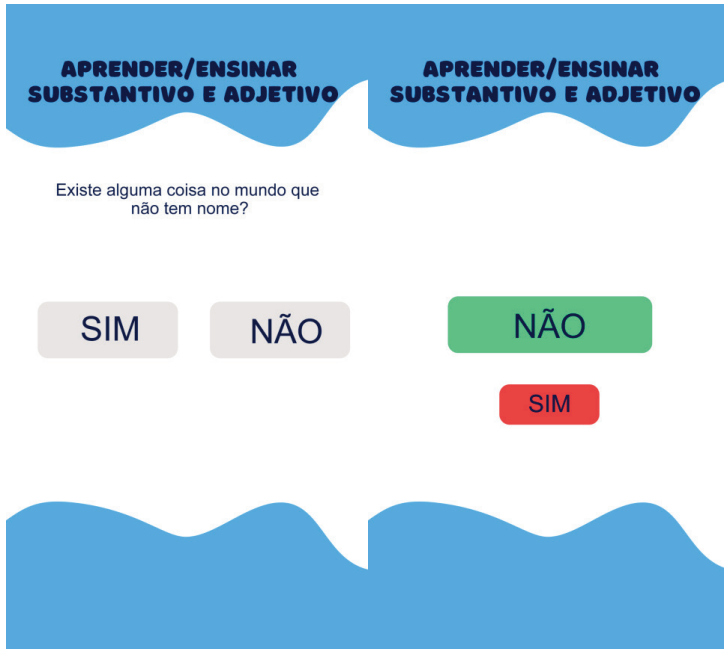 APRENDER/ENSINAR
SUBSTANTIVO E ADJETIVO
Existe alguma coisa no mundo que
não tem nome?
SIM
NÃO
APRENDER/ENSINAR
SUBSTANTIVO E ADJETIVO
NÃO
SIM